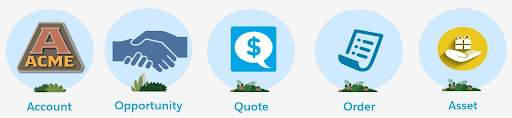 A
ACME
$
Account
Opportunity
Quote
Order
Asset